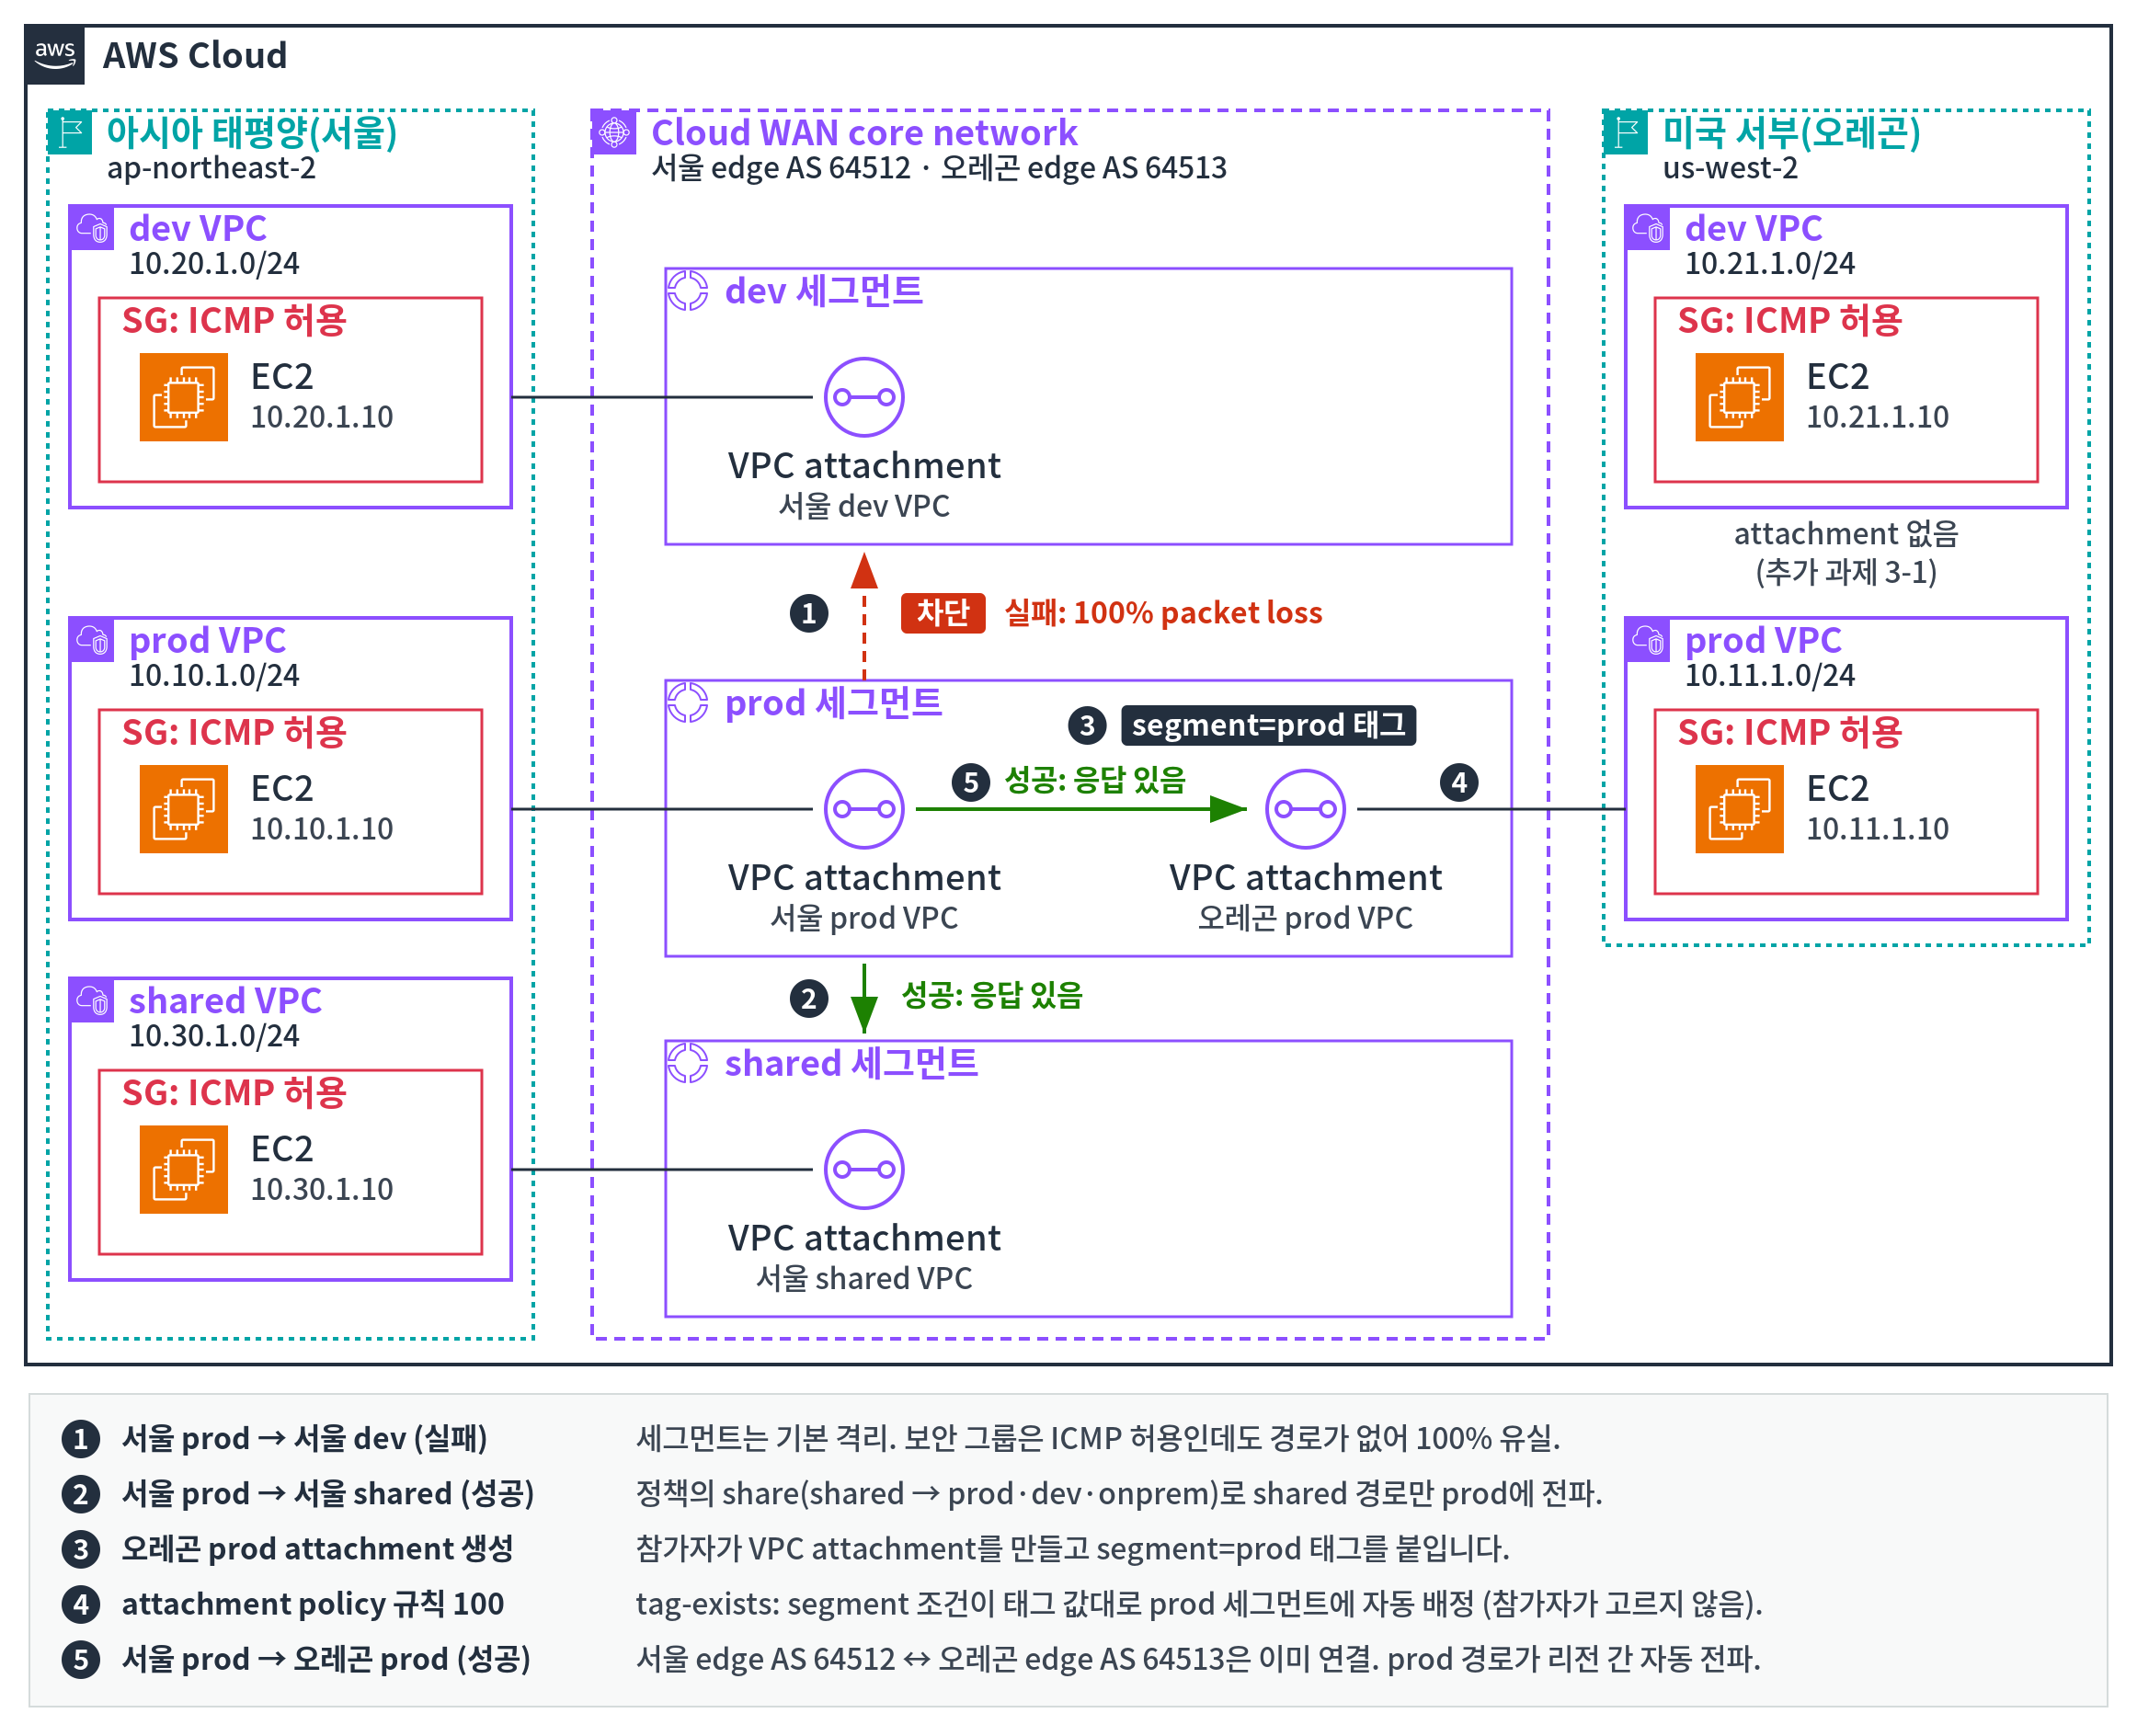 aws
AWS Cloud
아시아 태평양(서울)
ap-northeast-2
dev VPC
10.20.1.0/24
SG: ICMP 허용
EC2
10.20.1.10
prod VPC
10.10.1.0/24
SG: ICMP 허용
EC2
10.10.1.10
shared VPC
10.30.1.0/24
SG: ICMP 허용
EC2
10.30.1.10
Cloud WAN core network
서울 edge AS 64512 · 오레곤 edge AS 64513
dev 세그먼트
VPC attachment
서울 dev VPC
1
차단
실패: 100% packet loss
prod 세그먼트
3
segment=prod 태그
5
성공: 응답 있음
4
VPC attachment
서울 prod VPC
VPC attachment
오레곤 prod VPC
2
성공: 응답 있음
shared 세그먼트
VPC attachment
서울 shared VPC
미국 서부(오레곤)
us-west-2
dev VPC
10.21.1.0/24
SG: ICMP 허용
EC2
10.21.1.10
attachment 없음
(추가 과제 3-1)
prod VPC
10.11.1.0/24
SG: ICMP 허용
EC2
10.11.1.10
1 서울 prod → 서울 dev (실패) 세그먼트는 기본 격리. 보안 그룹은 ICMP 허용인데도 경로가 없어 100% 유실.
2 서울 prod → 서울 shared (성공) 정책의 share(shared → prod·dev·onprem)로 shared 경로만 prod에 전파.
3 오레곤 prod attachment 생성 참가자가 VPC attachment를 만들고 segment=prod 태그를 붙입니다.
4 attachment policy 규칙 100 tag-exists: segment 조건이 태그 값대로 prod 세그먼트에 자동 배정 (참가자가 고르지 않음).
5 서울 prod → 오레곤 prod (성공) 서울 edge AS 64512 ↔ 오레곤 edge AS 64513은 이미 연결. prod 경로가 리전 간 자동 전파.